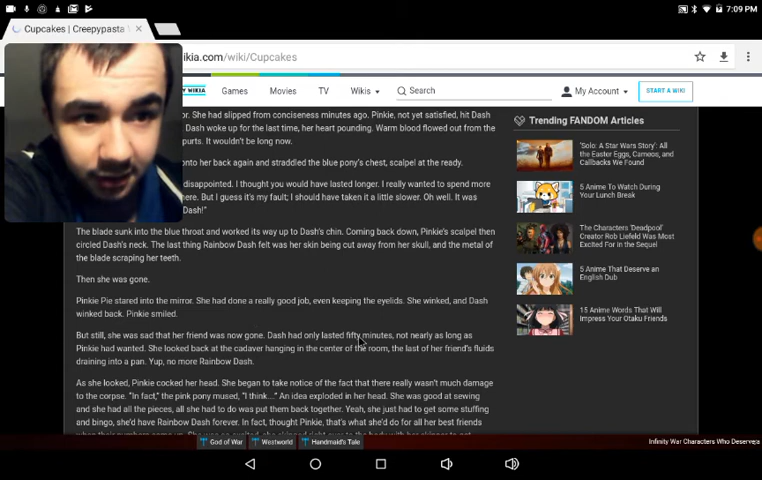 7:09 PM
Cupcakes | Creepypasta
ikia.com/wiki/Cupcakes
WIKIA Games Movies TV Wikis Search My Account START A WIKI
or. She had slipped from conciseness minutes ago. Pinkie, not yet satisfied, hit Dash
Dash woke up for the last time, her heart pounding. Warm blood flowed out from the
purts. It wouldn't be long now.
onto her back again and straddled the blue pony's chest, scalpel at the ready.
disappointed. I thought you would have lasted longer. I really wanted to spend more
here. But I guess it's my fault; I should have taken it a little slower. Oh well. It was
Dash!"
The blade sunk into the blue throat and worked its way up to Dash's chin. Coming back down, Pinkie's scalpel then
circled Dash's neck. The last thing Rainbow Dash felt was her skin being cut away from her skull, and the metal of
the blade scraping her teeth.
Then she was gone.
Pinkie Pie stared into the mirror. She had done a really good job, even keeping the eyelids. She winked, and Dash
winked back. Pinkie smiled.
But still, she was sad that her friend was now gone. Dash had only lasted fifty minutes, not nearly as long as
Pinkie had wanted. She looked back at the cadaver hanging in the center of the room, the last of her friend's fluids
draining into a pan. Yup, no more Rainbow Dash.
As she looked, Pinkie cocked her head. She began to take notice of the fact that there really wasn't much damage
to the corpse. "In fact," the pink pony mused, "I think...." An idea exploded in her head. She was good at sewing
and she had all the pieces, all she had to do was put them back together. Yeah, she just had to get some stuffing
and bingo, she'd have Rainbow Dash forever. In fact, thought Pinkie, that's what she'd do for all her best friends
Trending FANDOM Articles
'Solo: A Star Wars Story': All
the Easter Eggs, Cameos, and
Callbacks We Found
5 Anime To Watch During
Your Lunch Break
The Characters 'Deadpool'
Creator Rob Liefeld Was Most
Excited For in the Sequel
5 Anime That Deserve an
English Dub
15 Anime Words That Will
Impress Your Otaku Friends
God of War Westworld Handmaid's Tale
Infinity War Characters Who Deserve